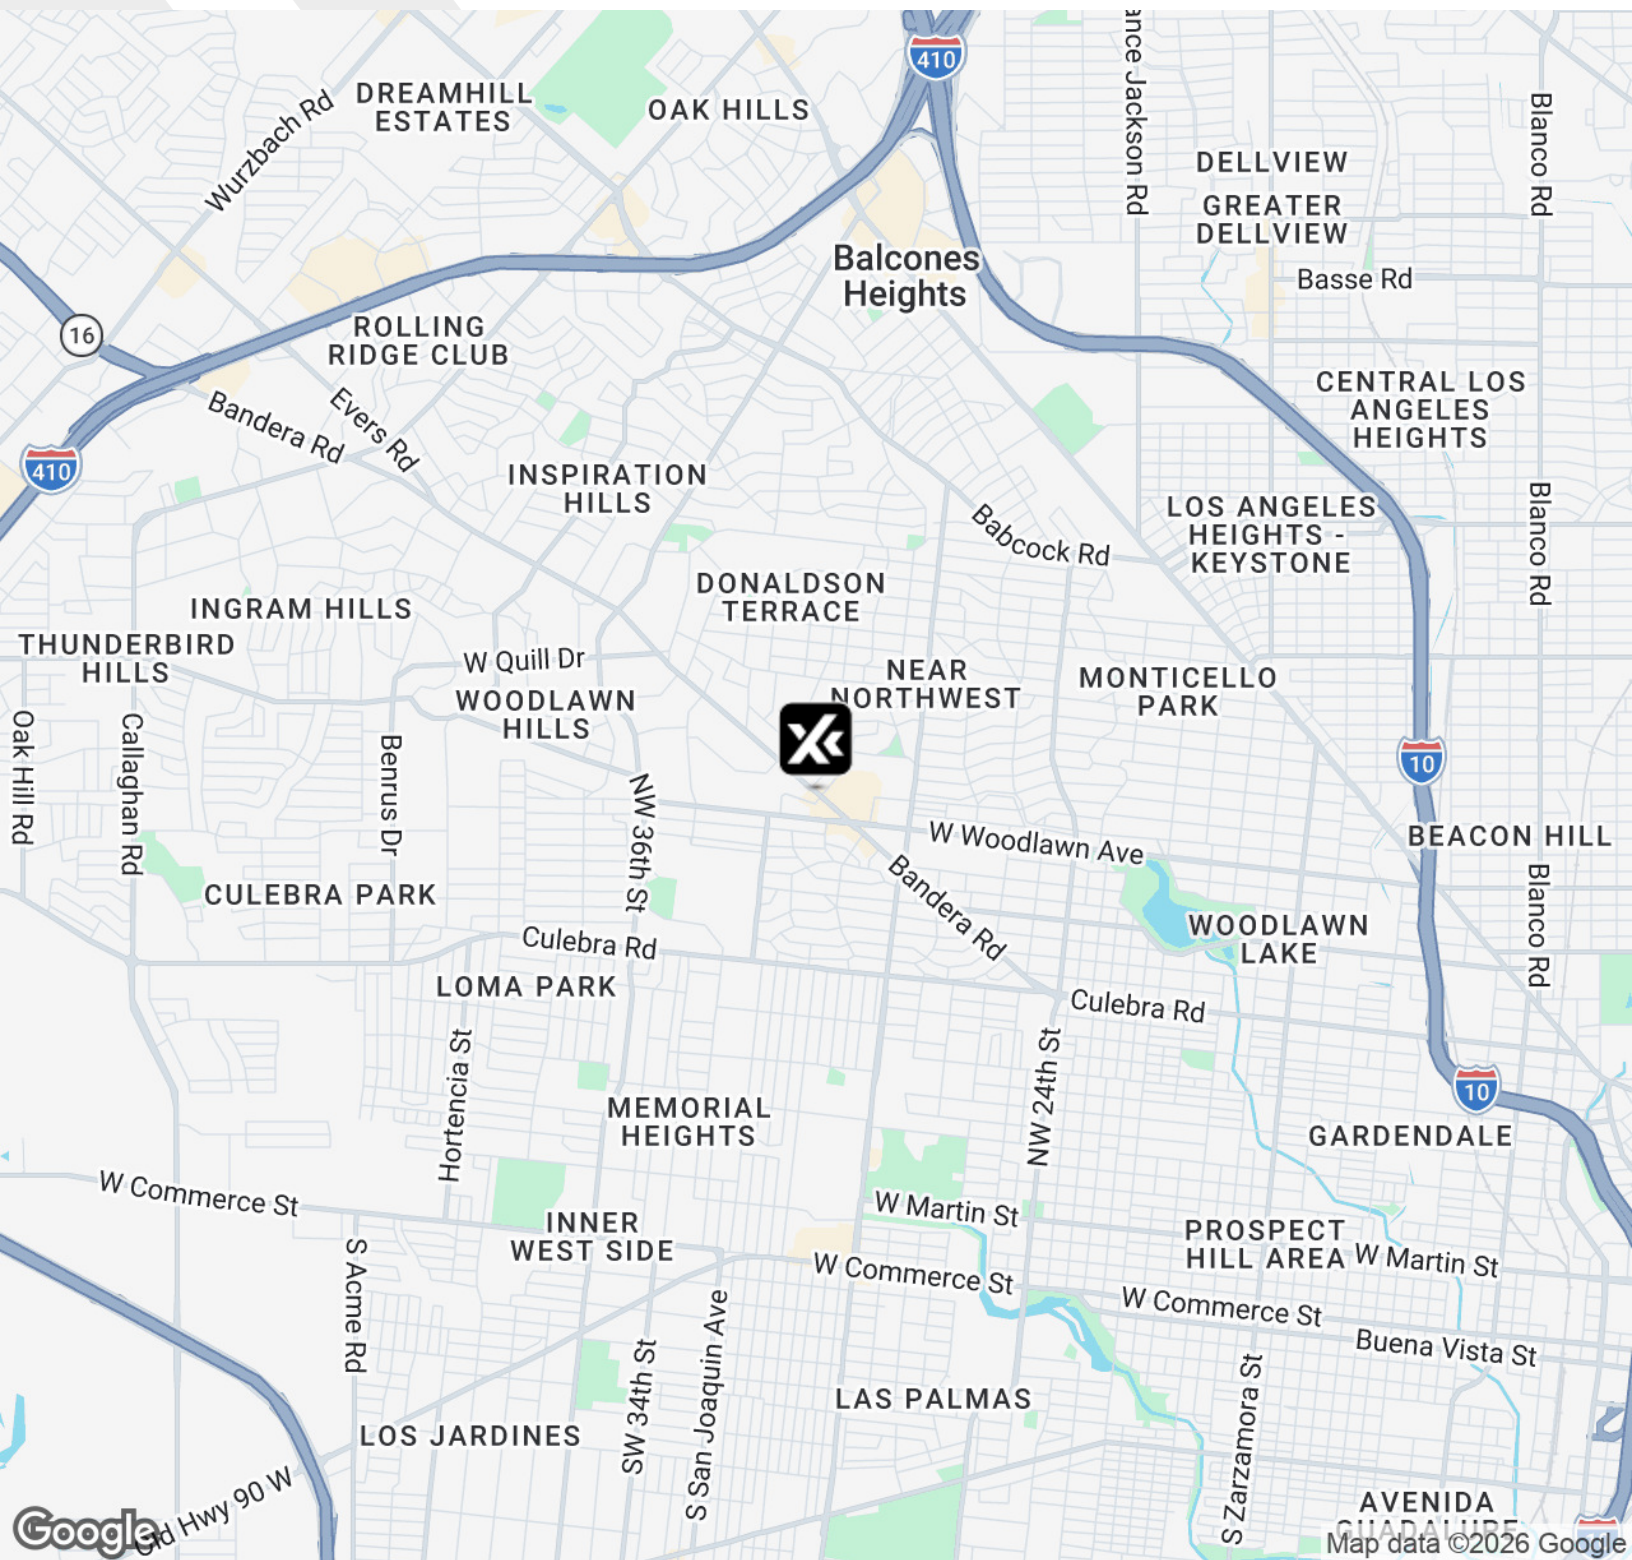 410
ance Jackson Rd
DREAMHILL
ESTATES
OAK HILLS
Wurzbach Rd
Blanco Rd
DELLVIEW
GREATER
DELLVIEW
Balcones
Heights
Basse Rd
16
ROLLING
RIDGE CLUB
Evers Rd
Bandera Rd
CENTRAL LOS
ANGELES
HEIGHTS
410
INSPIRATION
HILLS
LOS ANGELES
HEIGHTS -
KEYSTONE
Babcock Rd
Blanco Rd
DONALDSON
TERRACE
INGRAM HILLS
THUNDERBIRD
HILLS
W Quill Dr
NEAR
NORTHWEST
MONTICELLO
PARK
WOODLAWN
HILLS
Oak Hill Rd
Callaghan Rd
Benrus Dr
NW 36th St
10
W Woodlawn Ave
BEACON HILL
Bandera Rd
Blanco Rd
CULEBRA PARK
WOODLAWN
LAKE
Culebra Rd
LOMA PARK
Culebra Rd
Hortencia St
NW 24th St
10
MEMORIAL
HEIGHTS
GARDENDALE
W Commerce St
W Martin St
INNER
WEST SIDE
PROSPECT
HILL AREA
W Martin St
S Acme Rd
W Commerce St
W Commerce St
Buena Vista St
SW 34th St
S San Joaquin Ave
S Zarzamora St
LAS PALMAS
LOS JARDINES
Old Hwy 90 W
AVENIDA
GUADALUPE
Google
Map data ©2026 Google